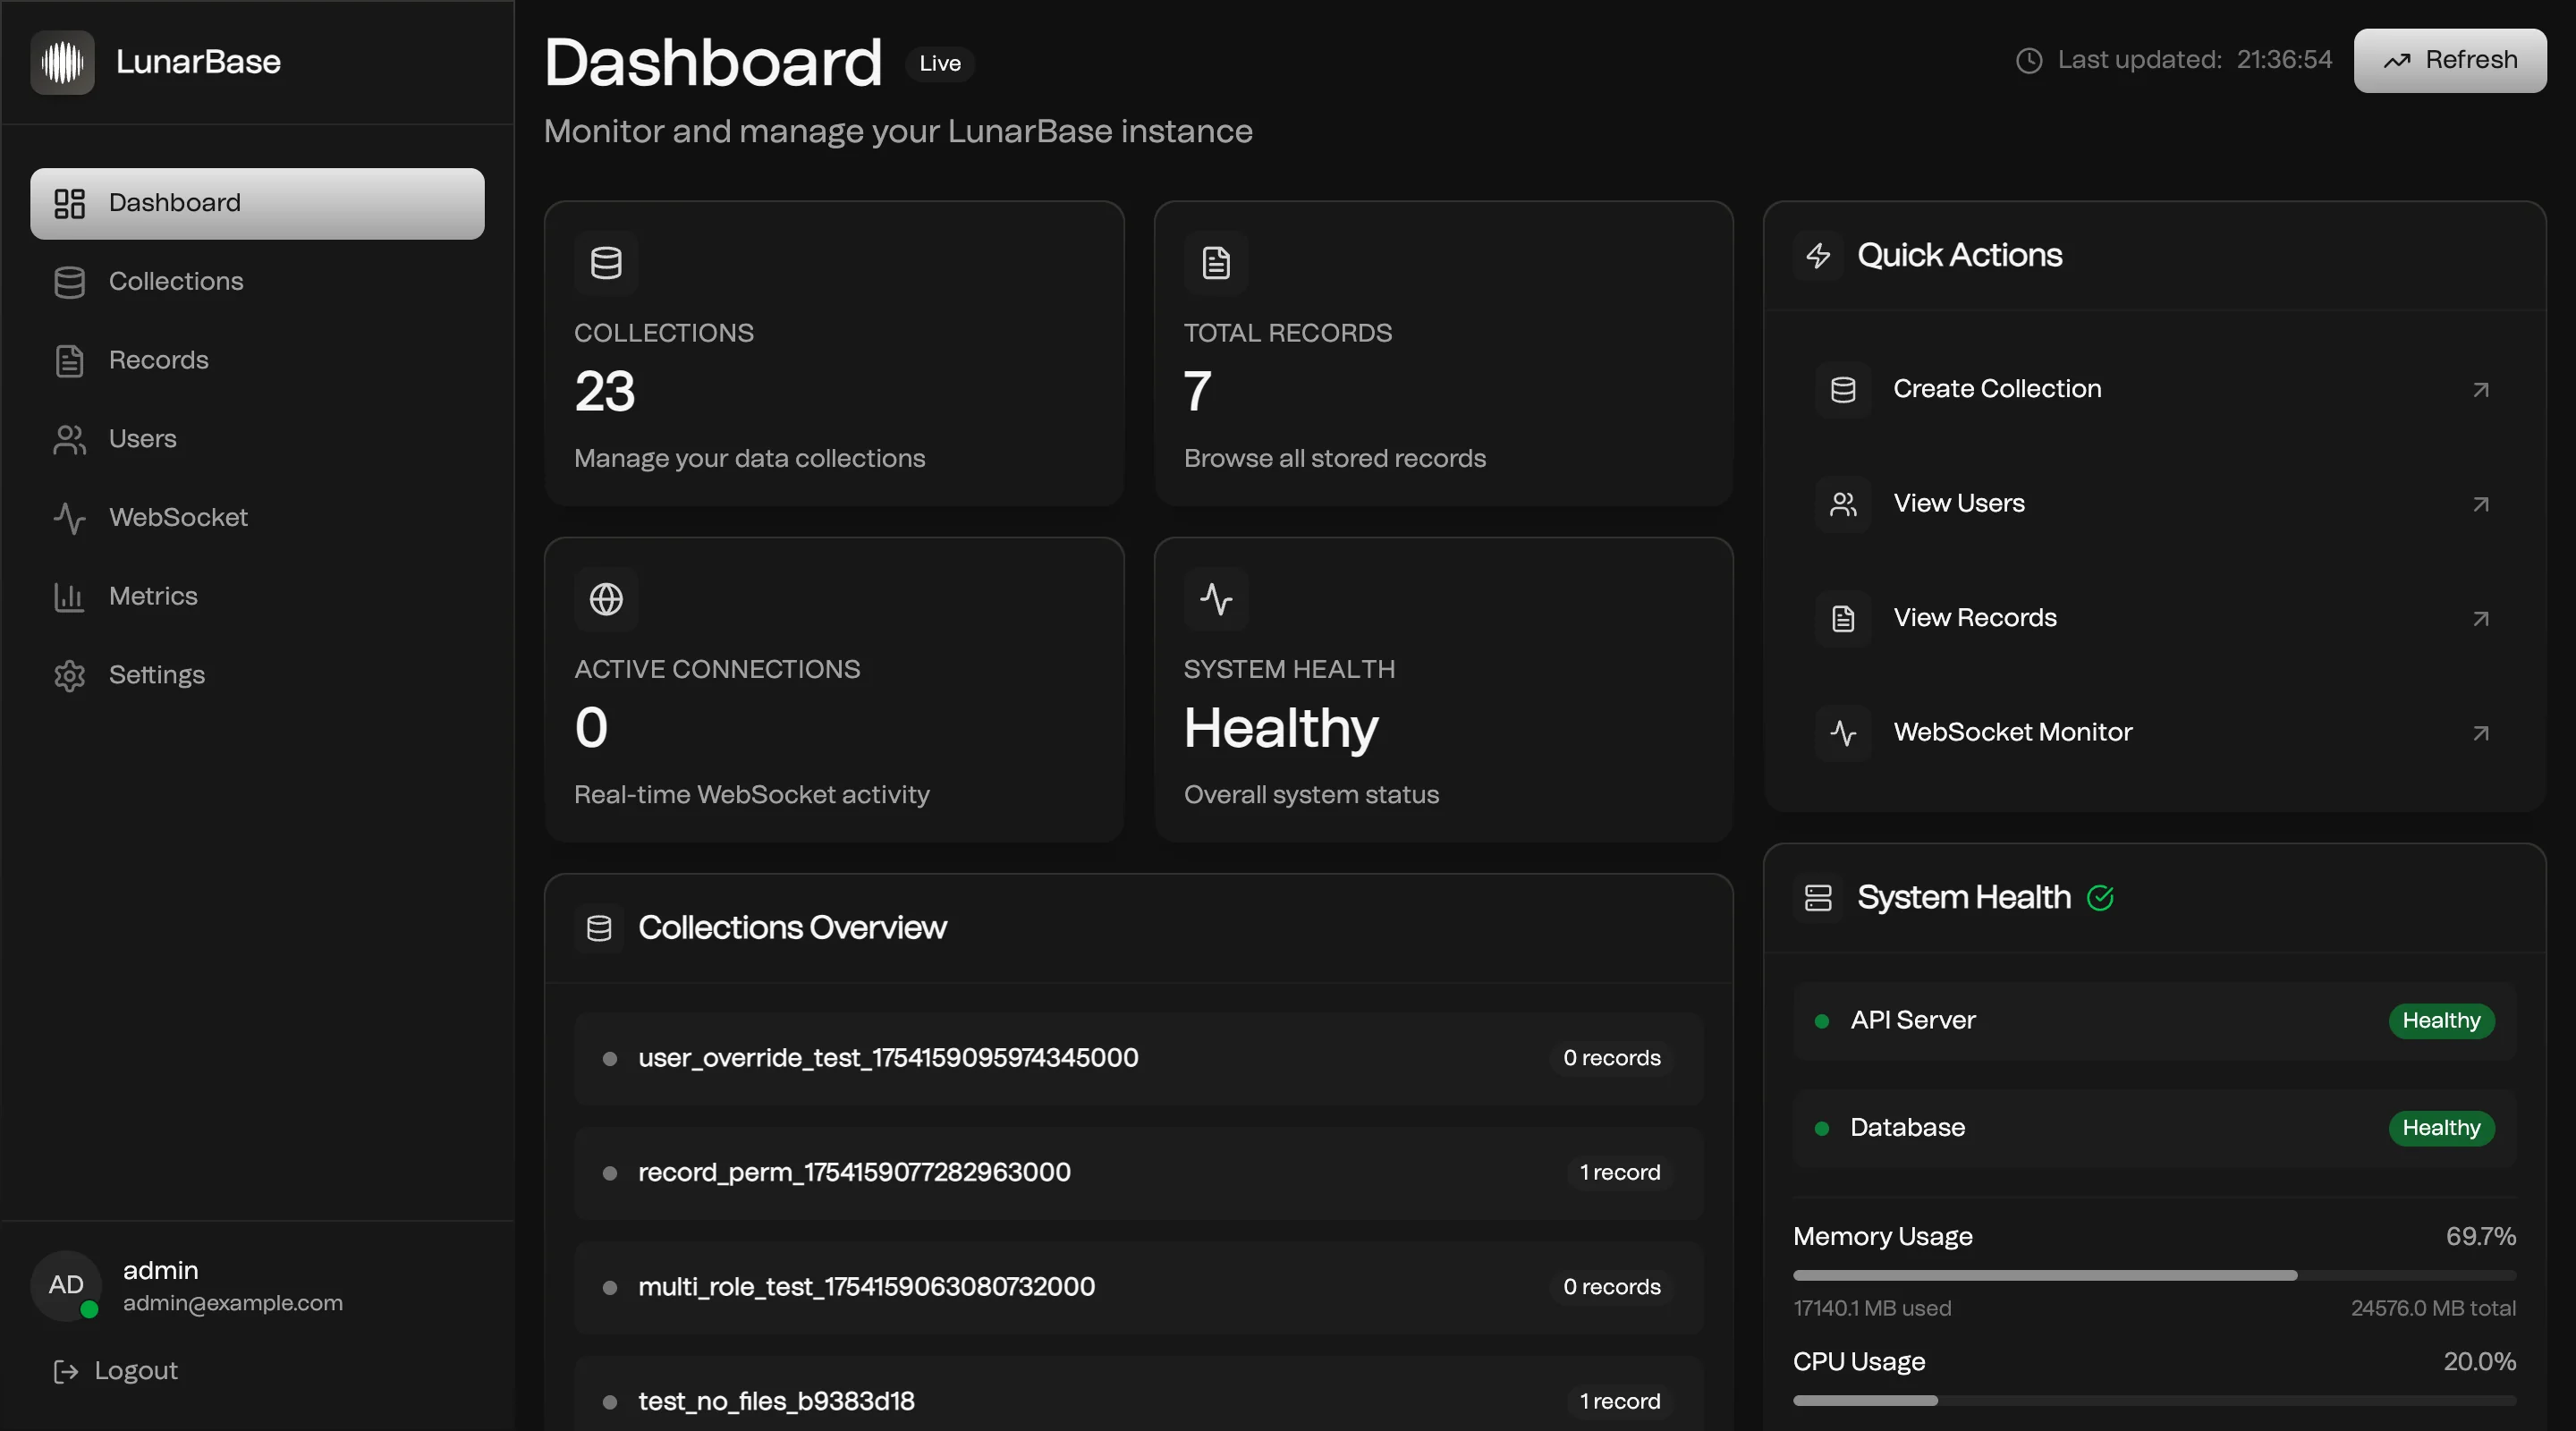 LunarBase
Dashboard
Collections
Records
Users
WebSocket
Metrics
Settings
AD
admin
admin@example.com
Logout
Dashboard Live
Monitor and manage your LunarBase instance
Last updated: 21:36:54
Refresh
COLLECTIONS
23
Manage your data collections
TOTAL RECORDS
7
Browse all stored records
ACTIVE CONNECTIONS
0
Real-time WebSocket activity
SYSTEM HEALTH
Healthy
Overall system status
Collections Overview
user_override_test_1754159095974345000 0 records
record_perm_1754159077282963000 1 record
multi_role_test_1754159063080732000 0 records
test_no_files_b9383d18 1 record
Quick Actions
Create Collection
View Users
View Records
WebSocket Monitor
System Health
API Server Healthy
Database Healthy
Memory Usage 69.7%
17140.1 MB used 24576.0 MB total
CPU Usage 20.0%